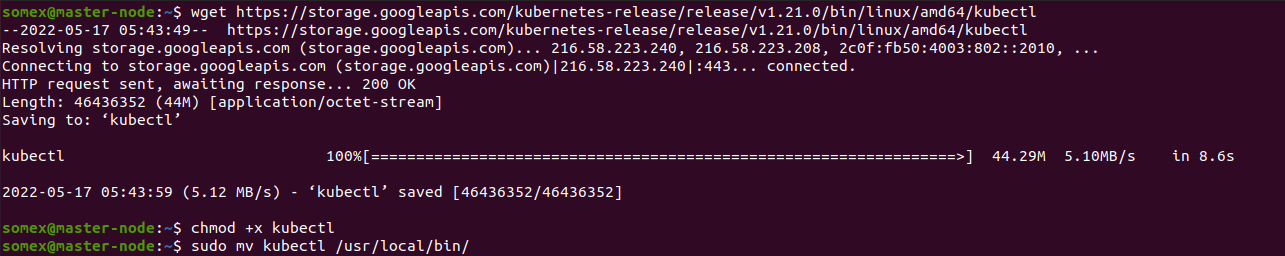 somex@master-node:~$ wget https://storage.googleapis.com/kubernetes-release/release/v1.21.0/bin/linux/amd64/kubectl
--2022-05-17 05:43:49--  https://storage.googleapis.com/kubernetes-release/release/v1.21.0/bin/linux/amd64/kubectl
Resolving storage.googleapis.com (storage.googleapis.com)... 216.58.223.240, 216.58.223.208, 2c0f:fb50:4003:802::2010, ...
Connecting to storage.googleapis.com (storage.googleapis.com)|216.58.223.240|:443... connected.
HTTP request sent, awaiting response... 200 OK
Length: 46436352 (44M) [application/octet-stream]
Saving to: ‘kubectl’
kubectl                             100%[=================================================================>]  44.29M  5.10MB/s    in 8.6s
2022-05-17 05:43:59 (5.12 MB/s) - ‘kubectl’ saved [46436352/46436352]
somex@master-node:~$ chmod +x kubectl
somex@master-node:~$ sudo mv kubectl /usr/local/bin/